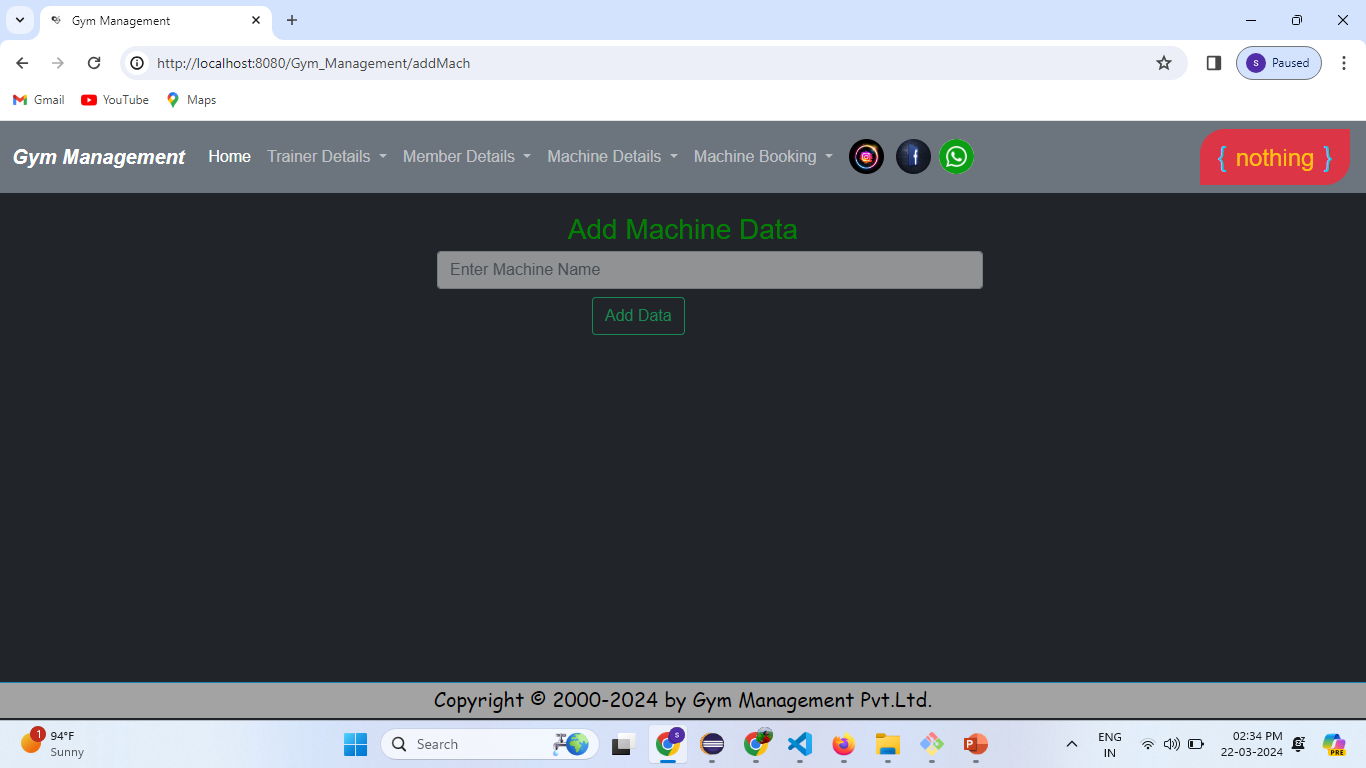 Gym Management
http://localhost:8080/Gym_Management/addMach
S Paused
Gmail YouTube Maps
Gym Management Home Trainer Details Member Details Machine Details Machine Booking { nothing }
Add Machine Data
Enter Machine Name
Add Data
Copyright © 2000-2024 by Gym Management Pvt.Ltd.
1 94°F
Sunny
Search
S
ENG
IN
02:34 PM
22-03-2024
PRE